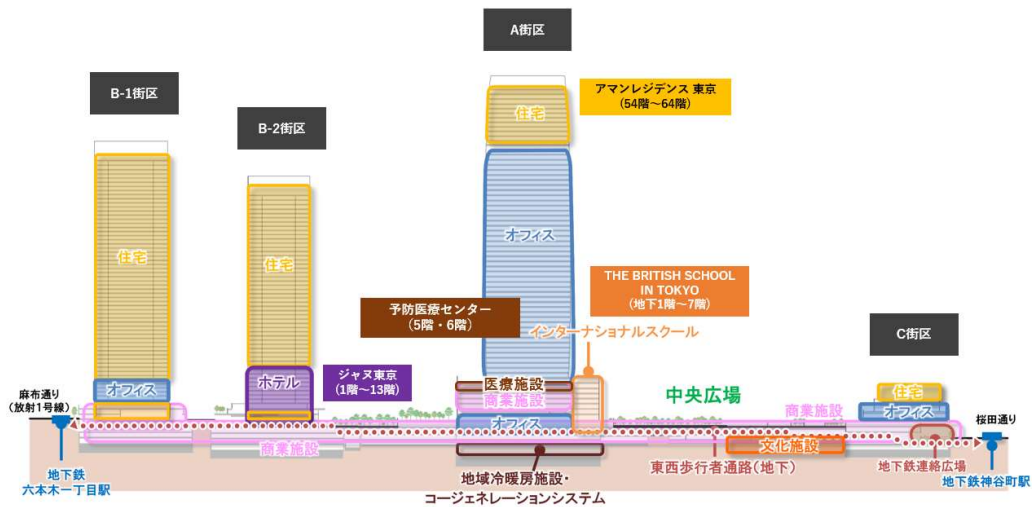 A街区
B-1街区
アマンレジデンス 東京
(54階~64階)
住宅
B-2街区
オフィス
住宅
住宅
THE BRITISH SCHOOL
IN TOKYO
(地下1階~7階)
予防医療センター
(5階・6階)
インターナショナルスクール
C街区
ジャヌ東京
(1階~13階)
ホテル
オフィス
医療施設
商業施設
中央広場
住宅
麻布通り
(放射1号線)
オフィス
商業施設
オフィス
桜田通り
商業施設
文化施設
地下鉄
六本木一丁目駅
東西歩行者通路(地下)
地下鉄連絡広場
地下鉄神谷町駅
地域冷暖房施設・
コージェネレーションシステム